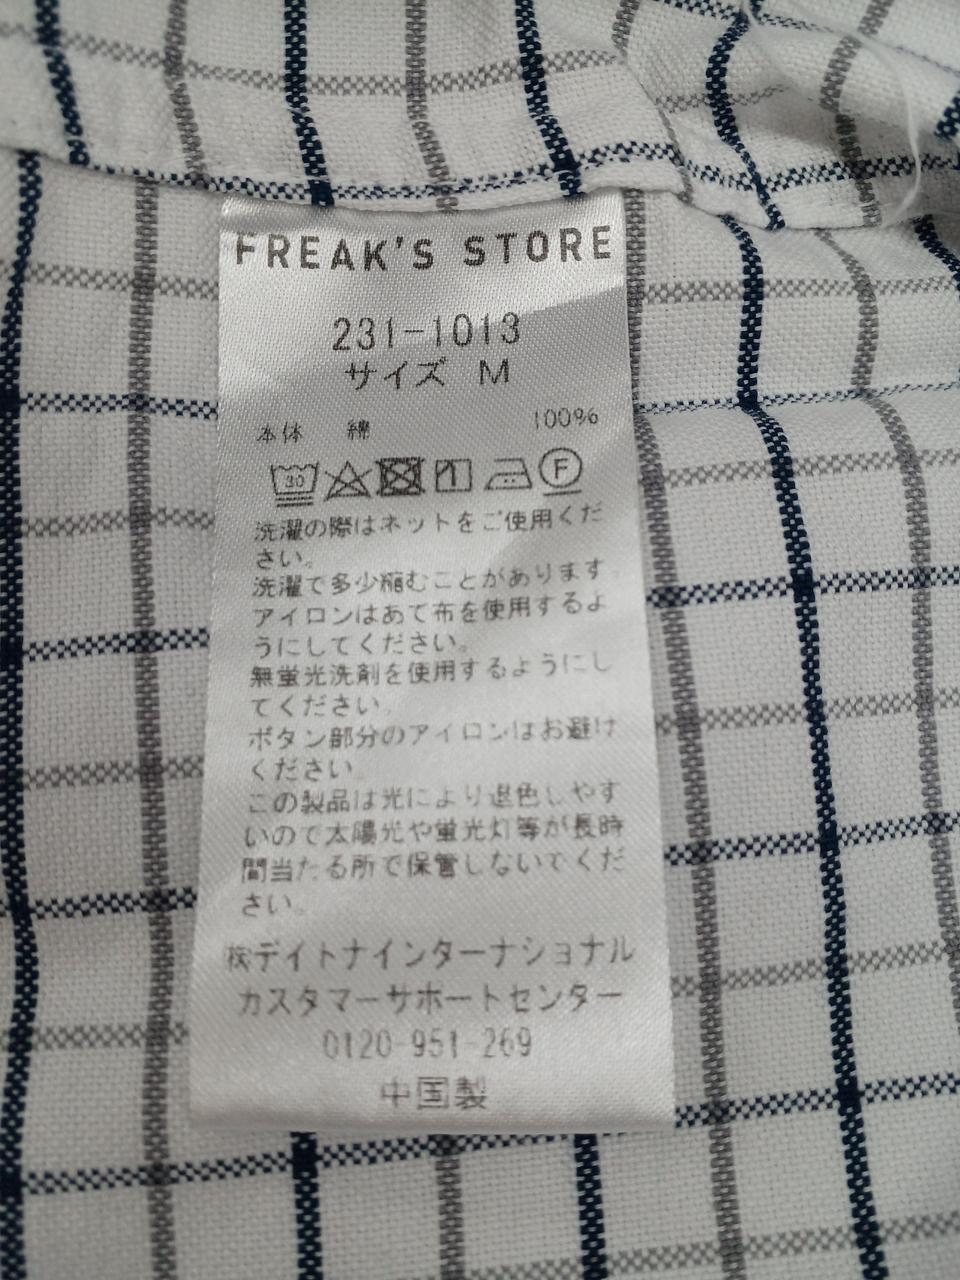 FREAK'S STORE
231-1013
サイズ M
本体 綿 100%
30 F
洗濯の際はネットをご使用くだ
さい。
洗濯で多少縮むことがあります。
アイロンはあて布を使用するよ
うにしてください。
無蛍光洗剤を使用するようにし
てください。
ボタン部分のアイロンはお避け
ください。
この製品は光により退色しやす
いので太陽光や蛍光灯等が長時
間当たる所で保管しないでくだ
さい。
㈱デイトナインターナショナル
カスタマーサポートセンター
0120-951-269
中国製